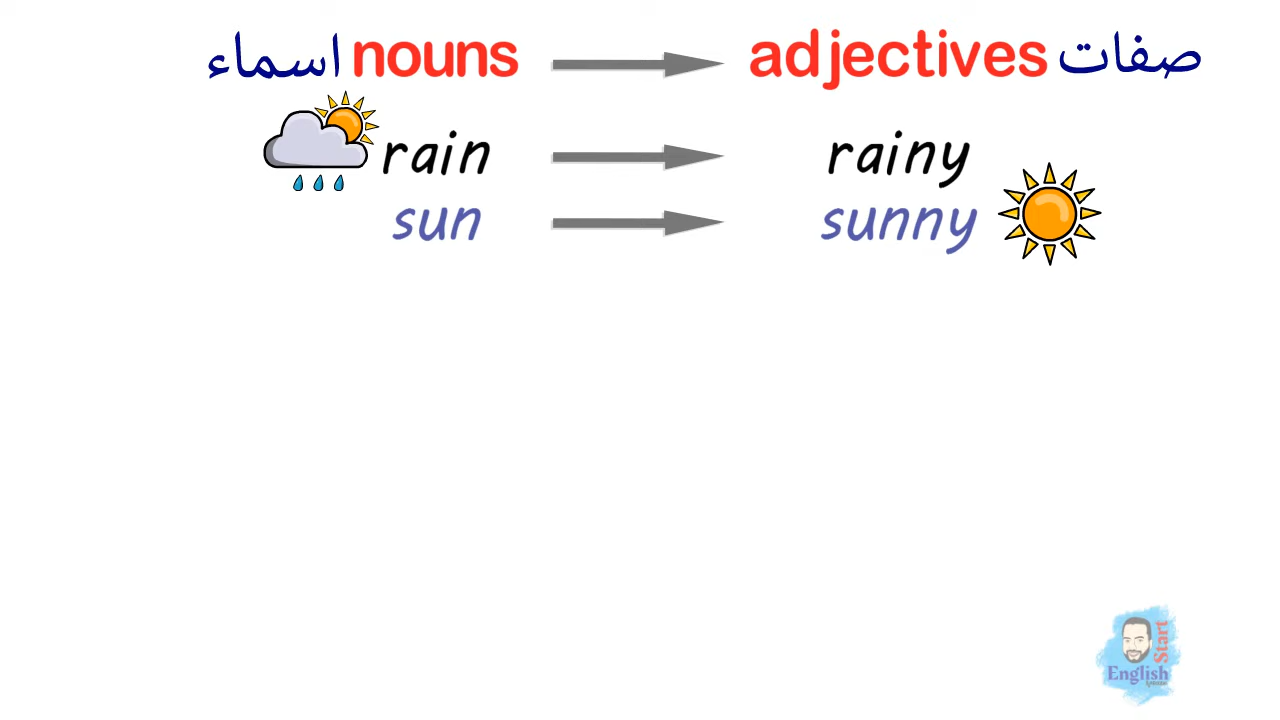 اسماء nouns → adjectives صفات
rain → rainy
sun → sunny
English Start